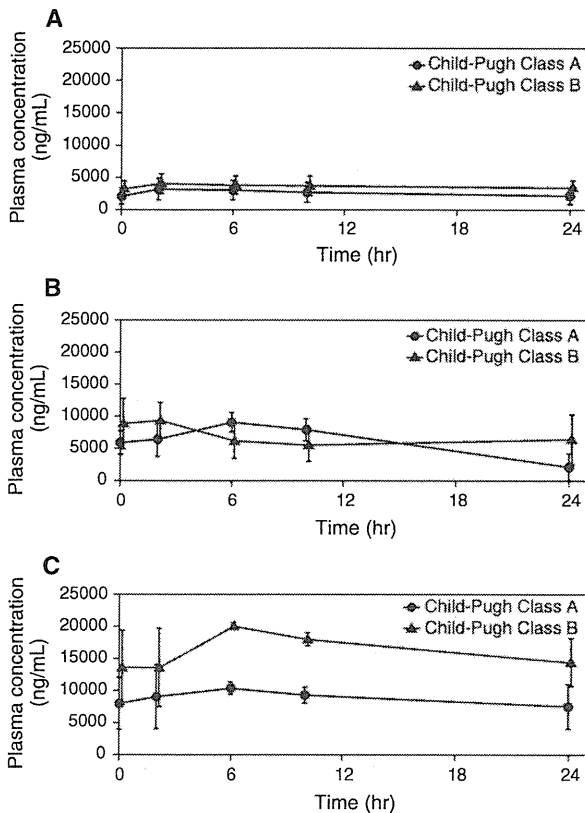 A
Plasma concentration
(ng/mL)
25000
20000
15000
10000
5000
0
Child-Pugh Class A
Child-Pugh Class B
0
6
12
18
24
Time (hr)
B
Plasma concentration
(ng/mL)
25000
20000
15000
10000
5000
0
Child-Pugh Class A
Child-Pugh Class B
0
6
12
18
24
Time (hr)
C
Plasma concentration
(ng/mL)
25000
20000
15000
10000
5000
0
Child-Pugh Class A
Child-Pugh Class B
0
6
12
18
24
Time (hr)